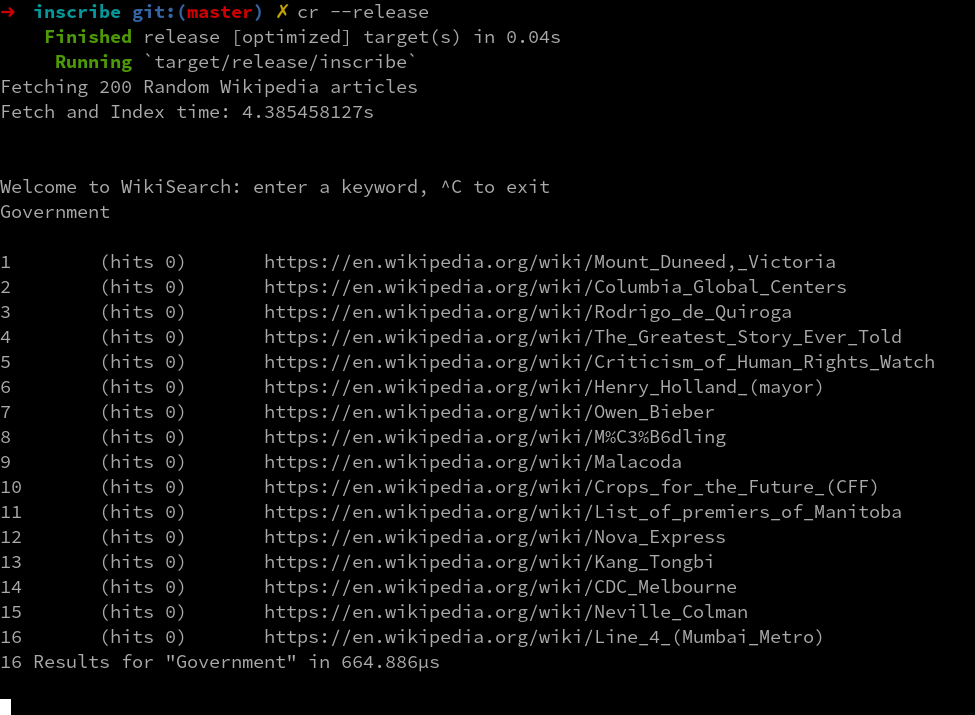 ➜  inscribe git:(master) ✗ cr --release
    Finished release [optimized] target(s) in 0.04s
     Running `target/release/inscribe`
Fetching 200 Random Wikipedia articles
Fetch and Index time: 4.385458127s
Welcome to WikiSearch: enter a keyword, ^C to exit
Government
1        (hits 0)       https://en.wikipedia.org/wiki/Mount_Duneed,_Victoria
2        (hits 0)       https://en.wikipedia.org/wiki/Columbia_Global_Centers
3        (hits 0)       https://en.wikipedia.org/wiki/Rodrigo_de_Quiroga
4        (hits 0)       https://en.wikipedia.org/wiki/The_Greatest_Story_Ever_Told
5        (hits 0)       https://en.wikipedia.org/wiki/Criticism_of_Human_Rights_Watch
6        (hits 0)       https://en.wikipedia.org/wiki/Henry_Holland_(mayor)
7        (hits 0)       https://en.wikipedia.org/wiki/Owen_Bieber
8        (hits 0)       https://en.wikipedia.org/wiki/M%C3%B6dling
9        (hits 0)       https://en.wikipedia.org/wiki/Malacoda
10       (hits 0)       https://en.wikipedia.org/wiki/Crops_for_the_Future_(CFF)
11       (hits 0)       https://en.wikipedia.org/wiki/List_of_premiers_of_Manitoba
12       (hits 0)       https://en.wikipedia.org/wiki/Nova_Express
13       (hits 0)       https://en.wikipedia.org/wiki/Kang_Tongbi
14       (hits 0)       https://en.wikipedia.org/wiki/CDC_Melbourne
15       (hits 0)       https://en.wikipedia.org/wiki/Neville_Colman
16       (hits 0)       https://en.wikipedia.org/wiki/Line_4_(Mumbai_Metro)
16 Results for "Government" in 664.886µs